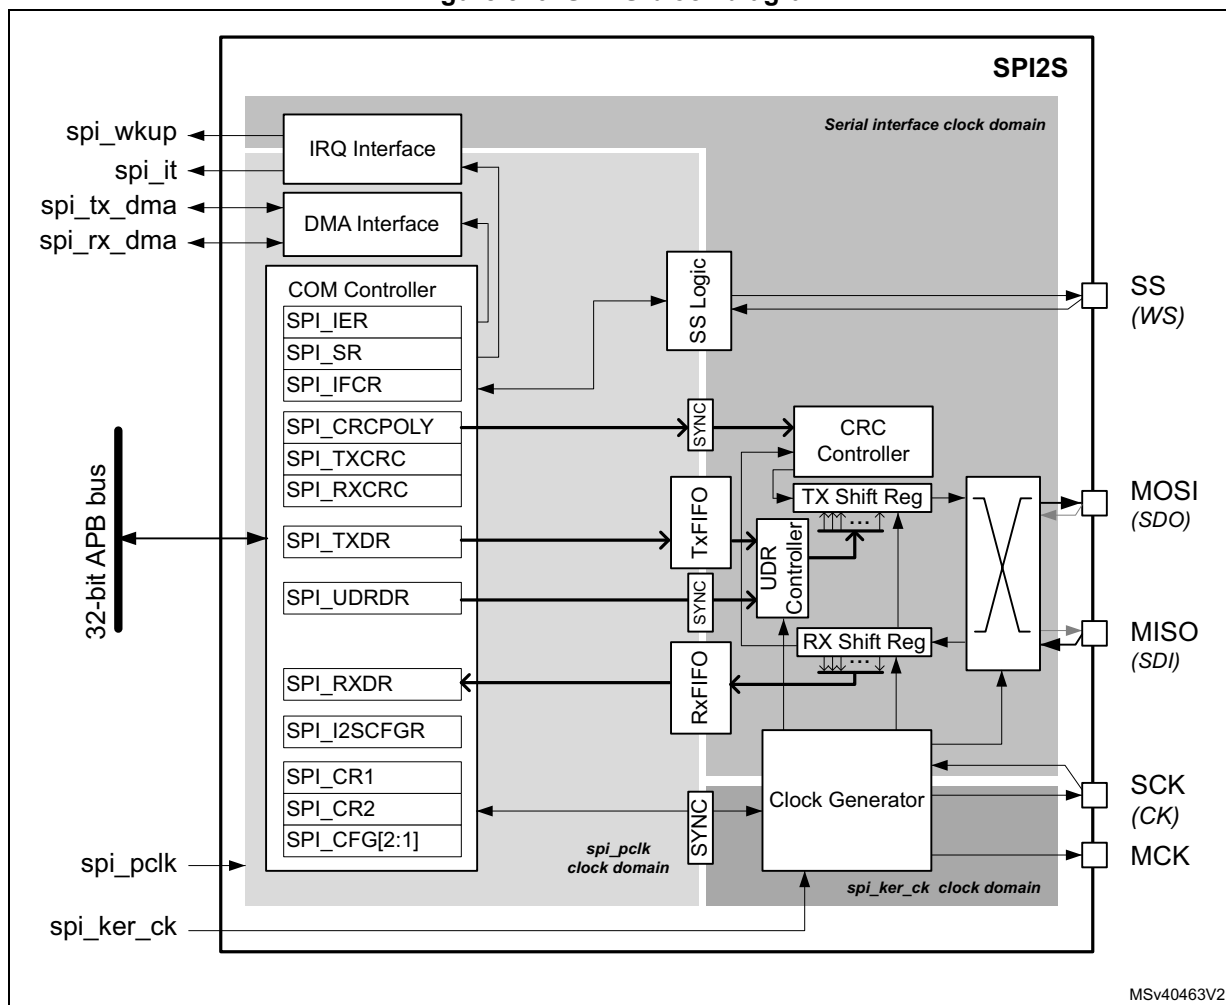 SPI2S
Serial interface clock domain
spi_wkup
IRQ Interface
spi_it
spi_tx_dma
DMA Interface
spi_rx_dma
COM Controller
SPI_IER
SPI_SR
SPI_IFCR
SS Logic
SS
(WS)
SPI_CRCPOLY
SPI_TXCRC
SPI_RXCRC
SYNC
CRC
Controller
TX Shift Reg
...
MOSI
(SDO)
32-bit APB bus
SPI_TXDR
TxFIFO
UDR
Controller
SPI_UDRDR
SYNC
RX Shift Reg
...
MISO
(SDI)
SPI_RXDR
RxFIFO
SPI_I2SCFGR
SPI_CR1
SPI_CR2
SPI_CFG[2:1]
SYNC
Clock Generator
SCK
(CK)
MCK
spi_pclk
clock domain
spi_ker_ck clock domain
spi_pclk
spi_ker_ck
MSv40463V2